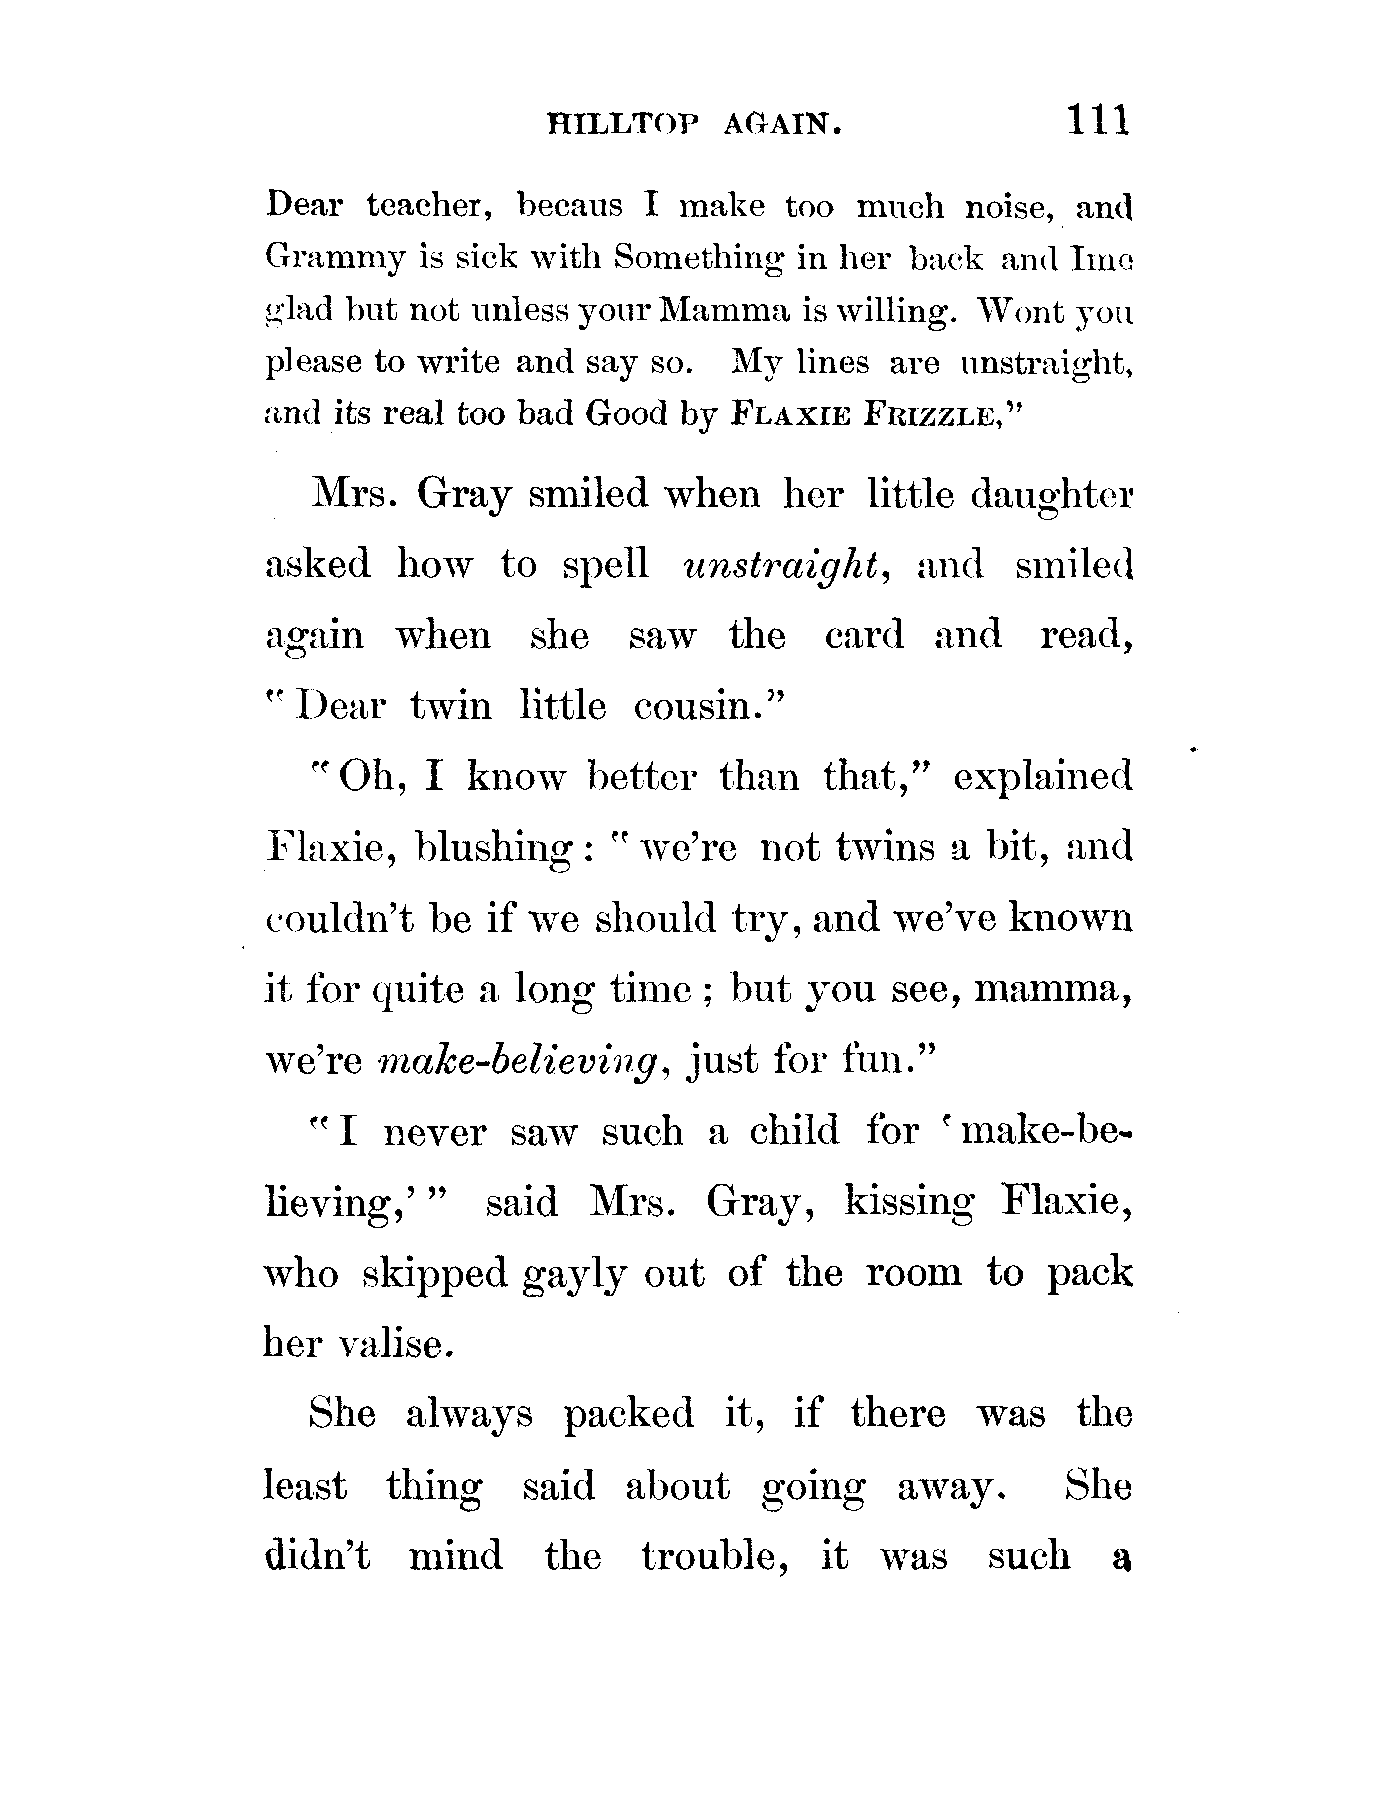 HILLTOP AGAIN. 111
Dear teacher, becaus I make too much noise, and
Grammy is sick with Something in her back and Ime
glad but not unless your Mamma is willing. Wont you
please to write and say so. My lines are unstraight,
and its real too bad Good by FLAXIE FRIZZLE,”
Mrs. Gray smiled when her little daughter
asked how to spell unstraight, and smiled
again when she saw the card and read,
“Dear twin little cousin.”
“Oh, I know better than that,” explained
Flaxie, blushing: “we’re not twins a bit, and
couldn’t be if we should try, and we’ve known
it for quite a long time; but you see, mamma,
we’re make-believing, just for fun.”
“I never saw such a child for ‘make-be-
lieving,’” said Mrs. Gray, kissing Flaxie,
who skipped gayly out of the room to pack
her valise.
She always packed it, if there was the
least thing said about going away. She
didn’t mind the trouble, it was such a